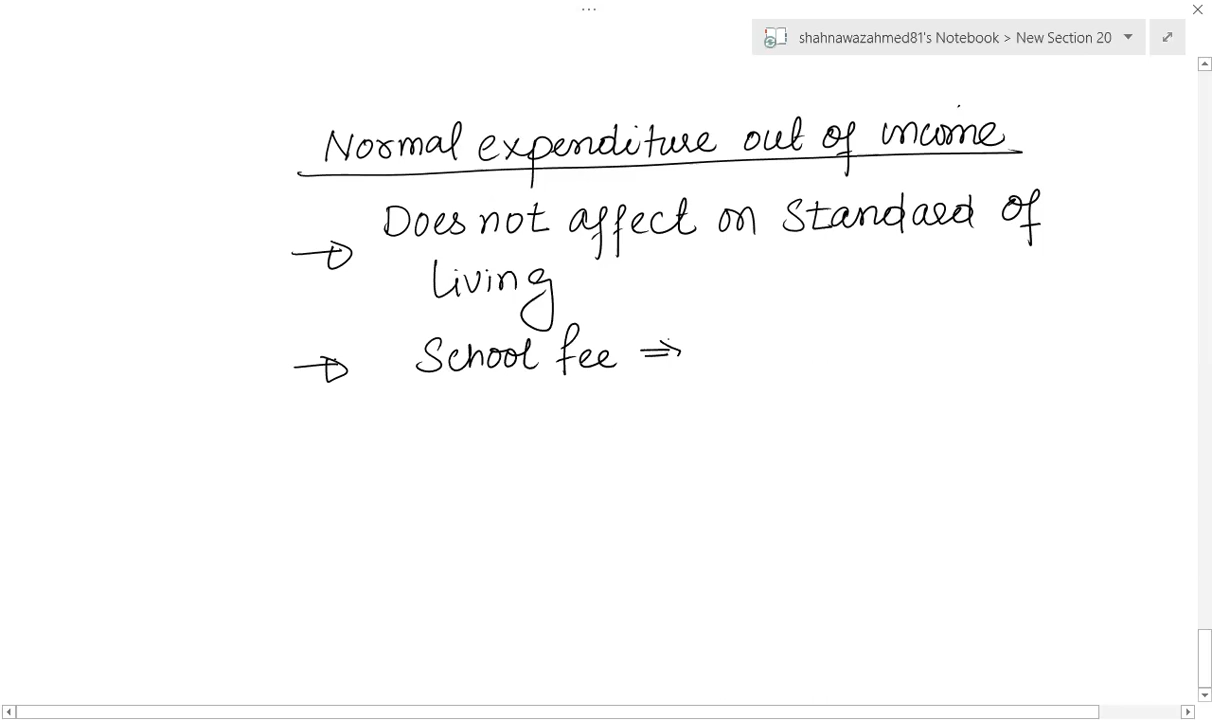 shahnawazahmed81's Notebook > New Section 20
Normal expenditure out of income
Does not affect on standard of
living
School fee ⇒